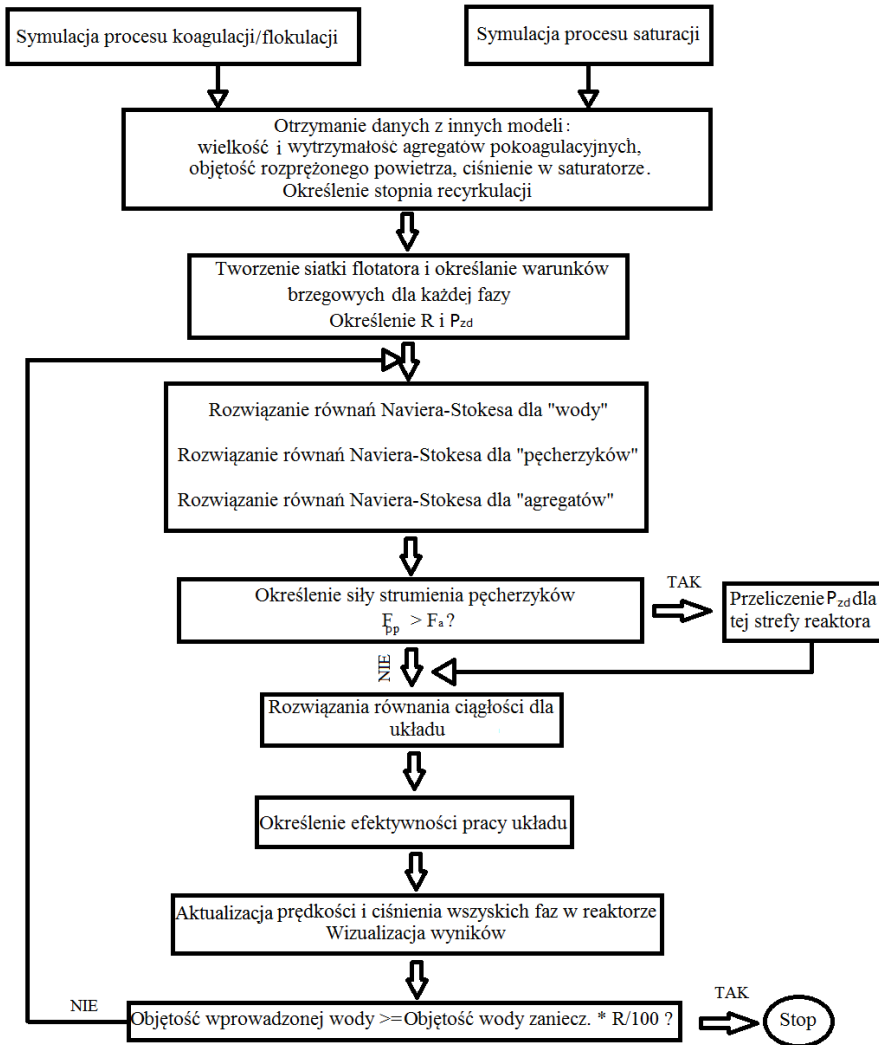 Symulacja procesu koagulacji/flokulacji
Symulacja procesu saturacji
Otrzymanie danych z innych modeli:
wielkość i wytrzymałość agregatów pokoagulacyjnych,
objętość rozprężonego powietrza, ciśnienie w saturatorze.
Określenie stopnia recyrkulacji
Tworzenie siatki flotatora i określanie warunków
brzegowych dla każdej fazy
Określenie R i Pzd
Rozwiązanie równań Naviera-Stokesa dla "wody"
Rozwiązanie równań Naviera-Stokesa dla "pęcherzyków"
Rozwiązanie równań Naviera-Stokesa dla "agregatów"
Określenie siły strumienia pęcherzyków
Fpp > Fa?
TAK
Przeliczenie Pzd dla
tej strefy reaktora
NIE
Rozwiązania równania ciągłości dla
układu
Określenie efektywności pracy układu
Aktualizacja prędkości i ciśnienia wszyskich faz w reaktorze
Wizualizacja wyników
NIE
Objętość wprowadzonej wody >=Objętość wody zaniecz. * R/100 ?
TAK
Stop